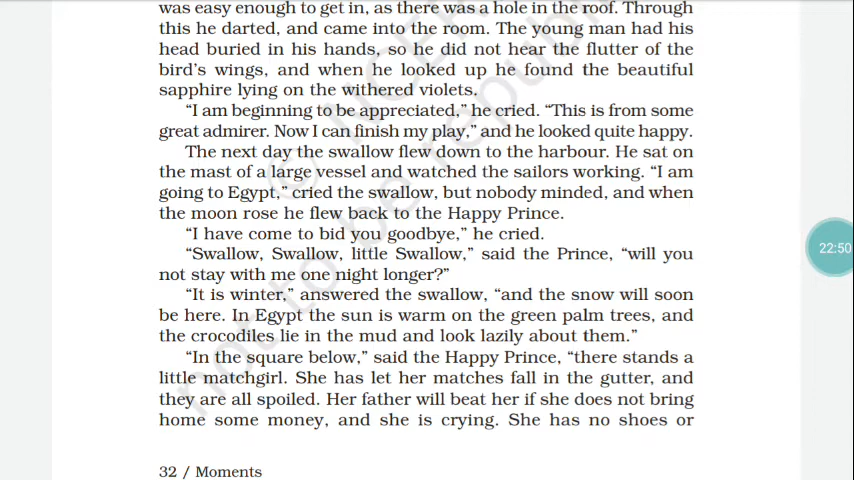 was easy enough to get in, as there was a hole in the roof. Through
this he darted, and came into the room. The young man had his
head buried in his hands, so he did not hear the flutter of the
bird's wings, and when he looked up he found the beautiful
sapphire lying on the withered violets.
“I am beginning to be appreciated,” he cried. “This is from some
great admirer. Now I can finish my play,” and he looked quite happy.
The next day the swallow flew down to the harbour. He sat on
the mast of a large vessel and watched the sailors working. “I am
going to Egypt,” cried the swallow, but nobody minded, and when
the moon rose he flew back to the Happy Prince.
“I have come to bid you goodbye,” he cried.
“Swallow, Swallow, little Swallow,” said the Prince, “will you
not stay with me one night longer?”
“It is winter,” answered the swallow, “and the snow will soon
be here. In Egypt the sun is warm on the green palm trees, and
the crocodiles lie in the mud and look lazily about them.”
“In the square below,” said the Happy Prince, “there stands a
little matchgirl. She has let her matches fall in the gutter, and
they are all spoiled. Her father will beat her if she does not bring
home some money, and she is crying. She has no shoes or
32 / Moments
22:50
© NCERT
not to be republ